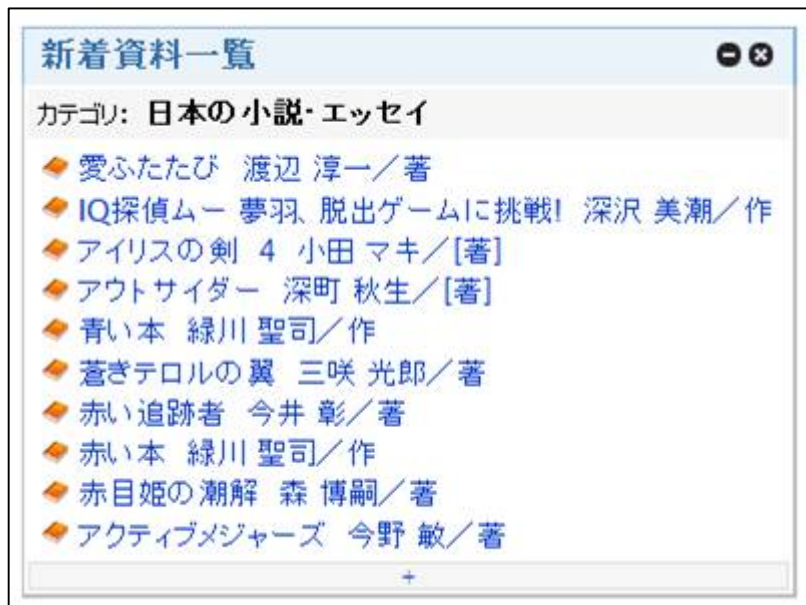 新着資料一覧
カテゴリ: 日本の小説・エッセイ
愛ふたたび 渡辺 淳一／著
IQ探偵ムー 夢羽、脱出ゲームに挑戦! 深沢 美潮／作
アイリスの剣 4 小田 マキ／[著]
アウトサイダー 深町 秋生／[著]
青い本 緑川 聖司／作
蒼きテロルの翼 三咲 光郎／著
赤い追跡者 今井 彰／著
赤い本 緑川 聖司／作
赤目姫の潮解 森 博嗣／著
アクティブメジャーズ 今野 敏／著
+